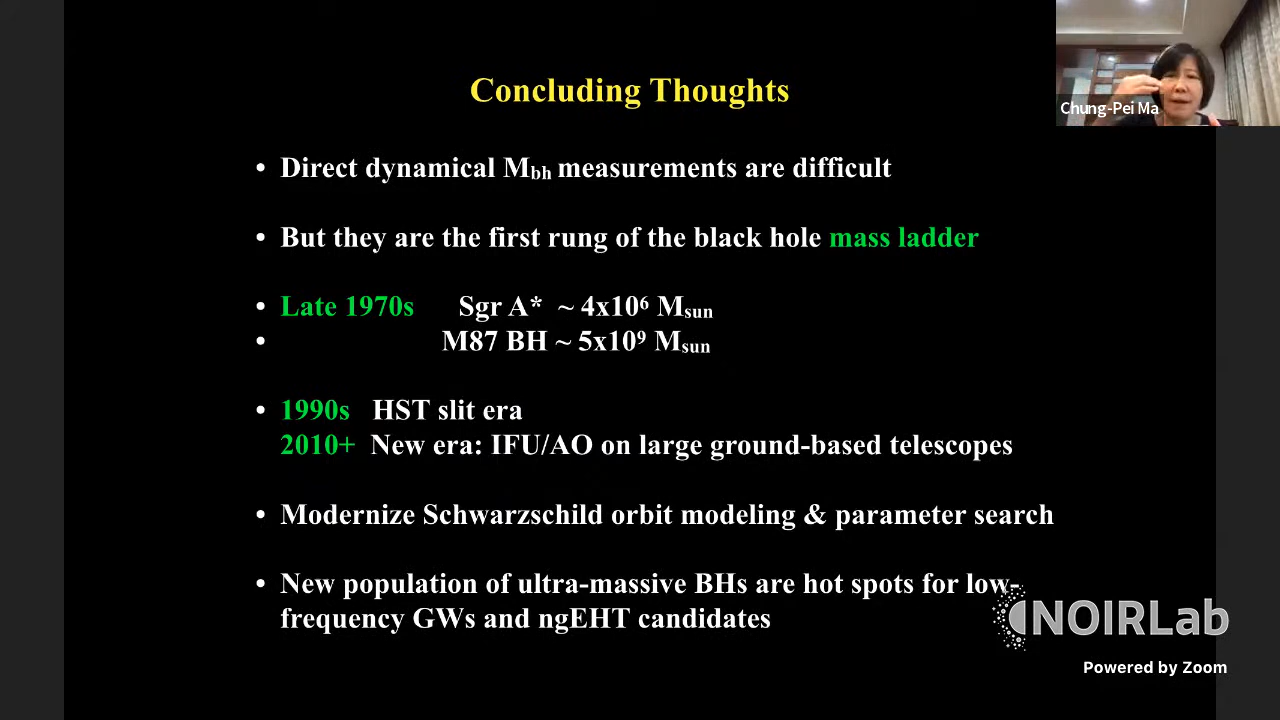 Concluding Thoughts
Chung-Pei Ma
• Direct dynamical Mbh measurements are difficult
• But they are the first rung of the black hole mass ladder
• Late 1970s Sgr A* ~ 4x10⁶ Msun
• M87 BH ~ 5x10⁹ Msun
• 1990s HST slit era
2010+ New era: IFU/AO on large ground-based telescopes
• Modernize Schwarzschild orbit modeling & parameter search
• New population of ultra-massive BHs are hot spots for low-
frequency GWs and ngEHT candidates
NOIRLab
Powered by Zoom